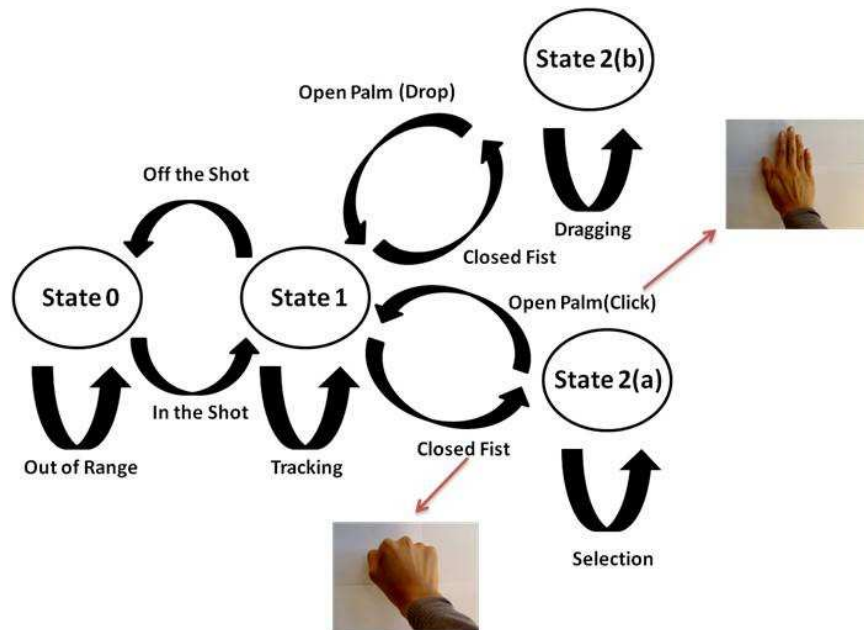 State 2(b)
Open Palm (Drop)
Off the Shot
Dragging
Closed Fist
State 0
State 1
Open Palm(Click)
State 2(a)
In the Shot
Out of Range
Tracking
Closed Fist
Selection